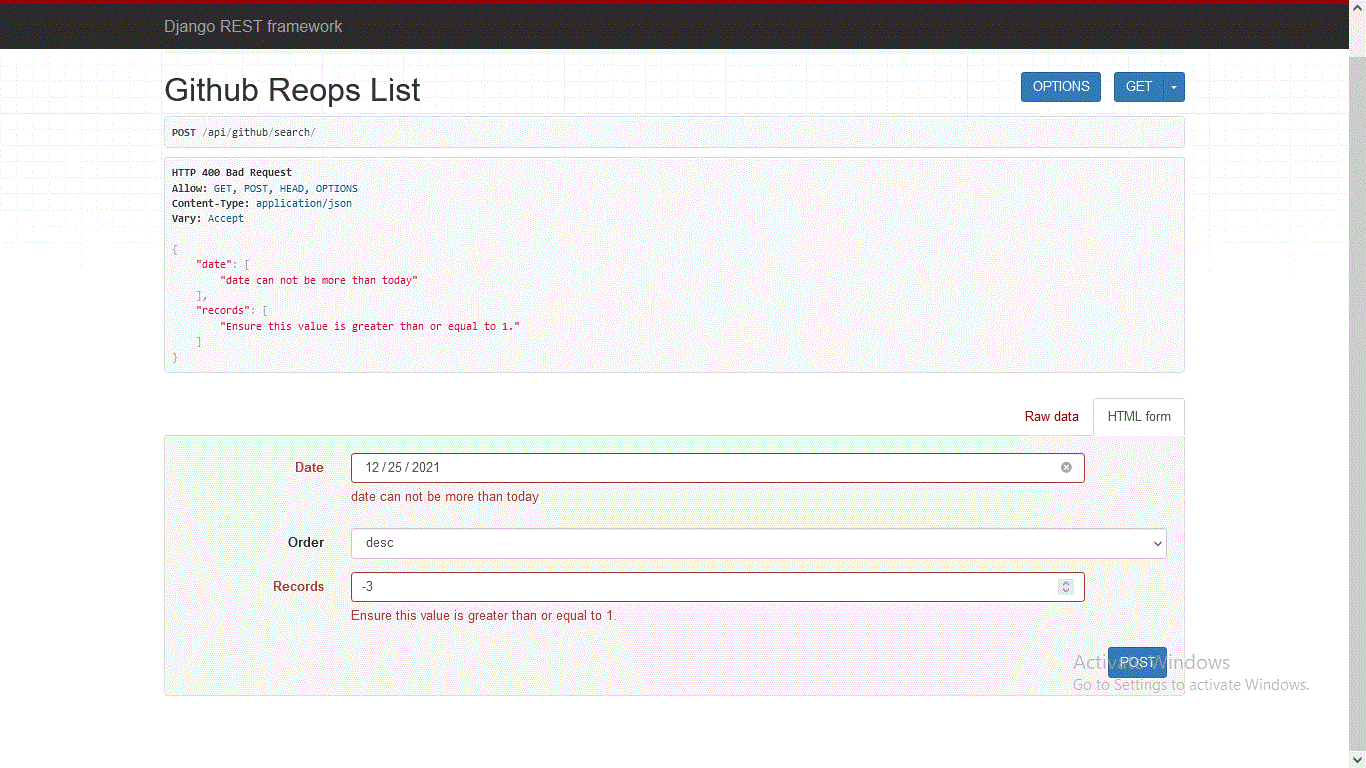 Django REST framework
Github Reops List
OPTIONS
GET
POST /api/github/search/
HTTP 400 Bad Request
Allow: GET, POST, HEAD, OPTIONS
Content-Type: application/json
Vary: Accept
{
"date": [
"date can not be more than today"
],
"records": [
"Ensure this value is greater than or equal to 1."
]
}
Raw data
HTML form
Date
12 / 25 / 2021
date can not be more than today
Order
desc
Records
-3
Ensure this value is greater than or equal to 1.
POST
Activate Windows
Go to Settings to activate Windows.